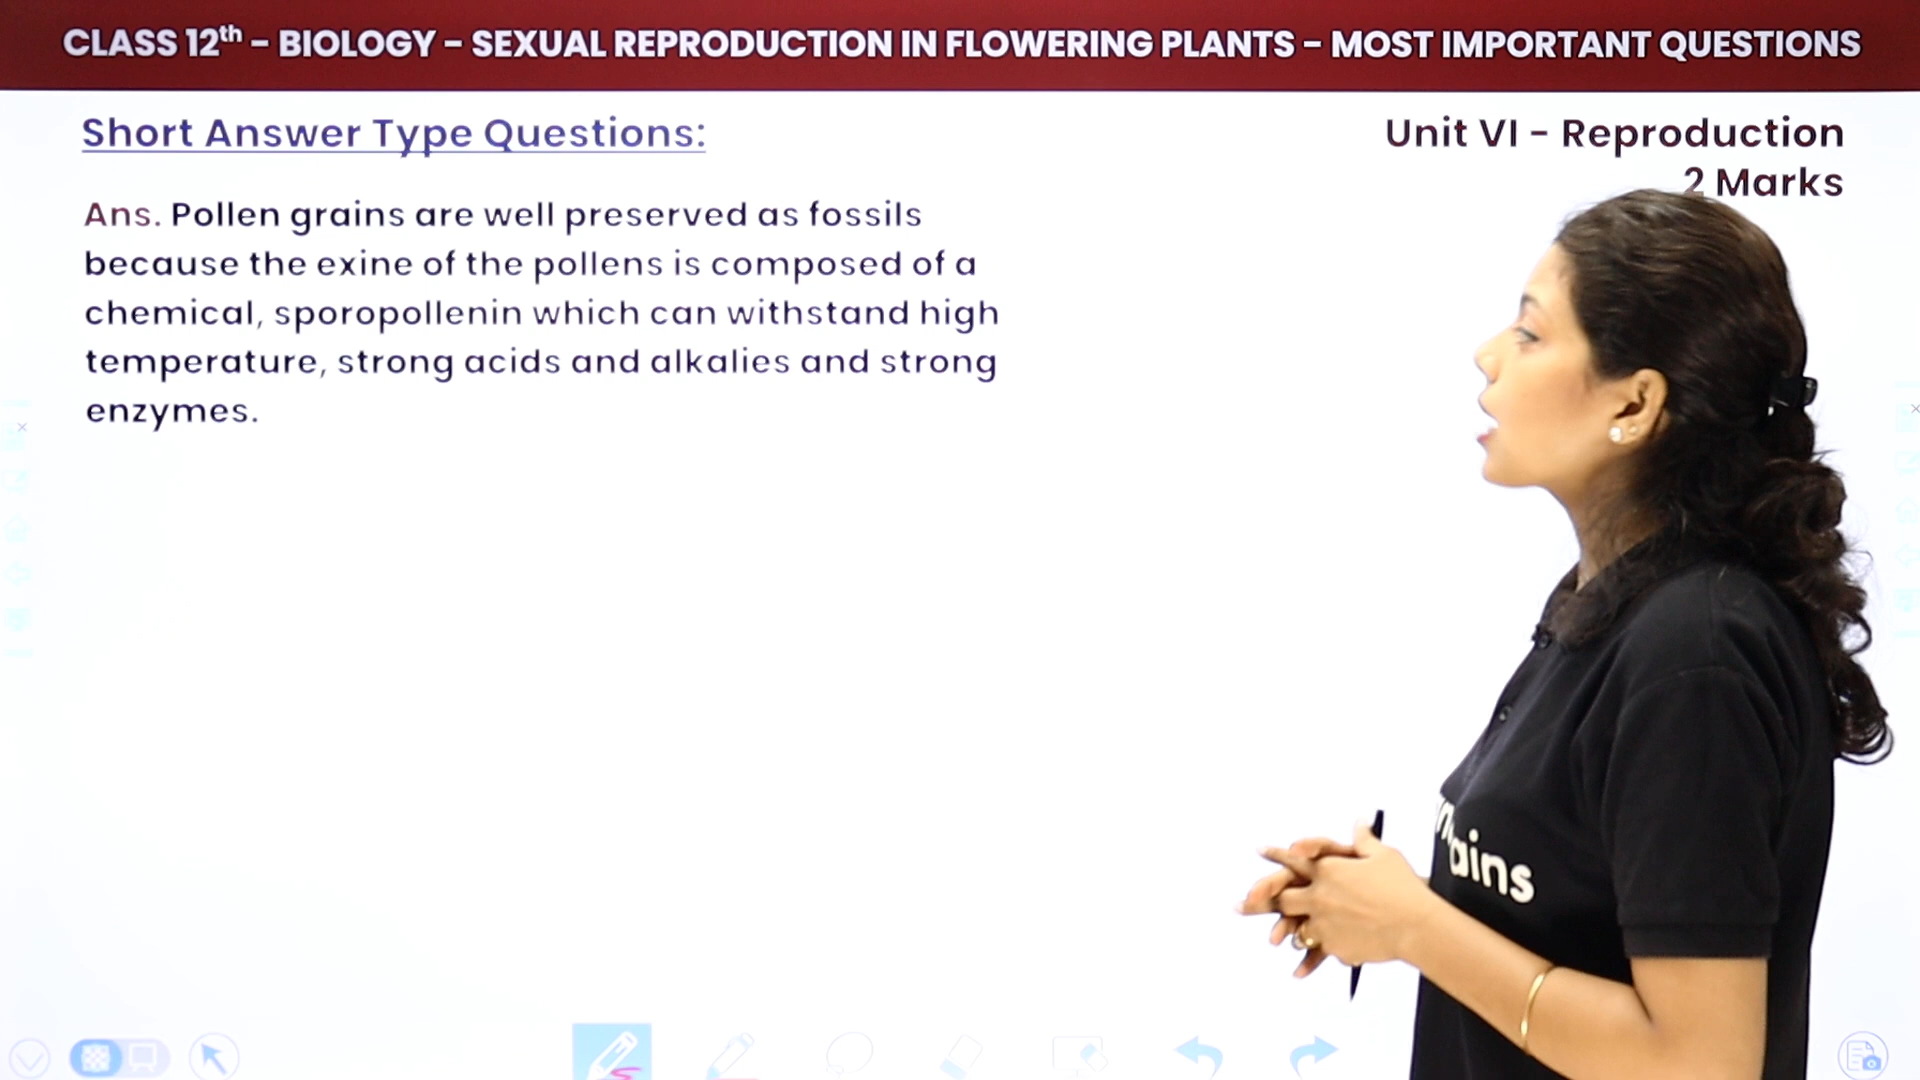 CLASS 12th – BIOLOGY – SEXUAL REPRODUCTION IN FLOWERING PLANTS – MOST IMPORTANT QUESTIONS
Short Answer Type Questions:
Unit VI – Reproduction
2 Marks
Ans. Pollen grains are well preserved as fossils
because the exine of the pollens is composed of a
chemical, sporopollenin which can withstand high
temperature, strong acids and alkalies and strong
enzymes.
ains